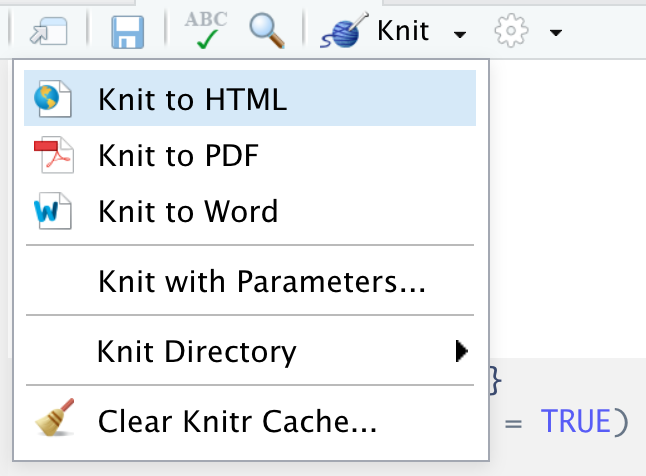 ABC Knit
Knit to HTML
Knit to PDF
W Knit to Word
Knit with Parameters...
Knit Directory
}
Clear Knitr Cache... = TRUE)